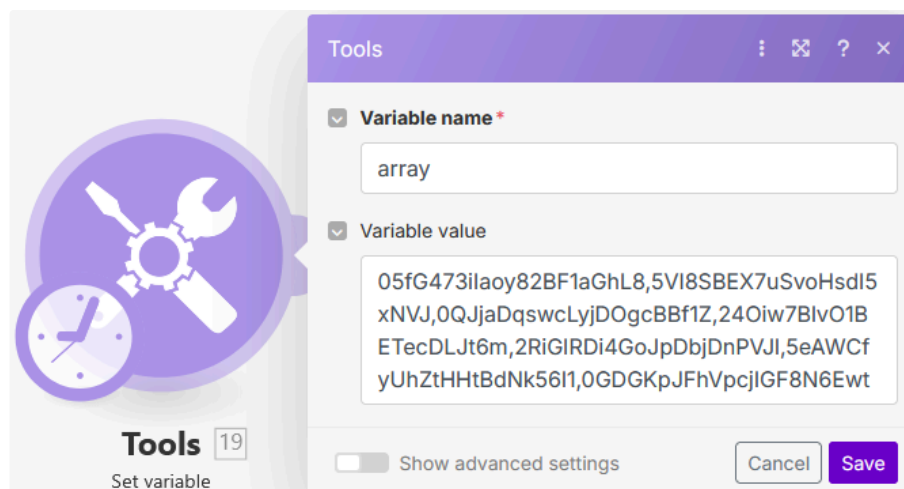 Tools
Variable name*
array
Variable value
05fG473iIaoy82BF1aGhL8,5VI8SBEX7uSvoHsdI5
xNVJ,0QJjaDqswcLyjDOgcBBf1Z,24Oiw7BIvO1B
ETecDLJt6m,2RiGIRDi4GoJpDbjDnPVJI,5eAWCf
yUhZtHHtBdNk56I1,0GDGKpJFhVpcjIGF8N6Ewt
Show advanced settings
Cancel
Save
Tools 19
Set variable